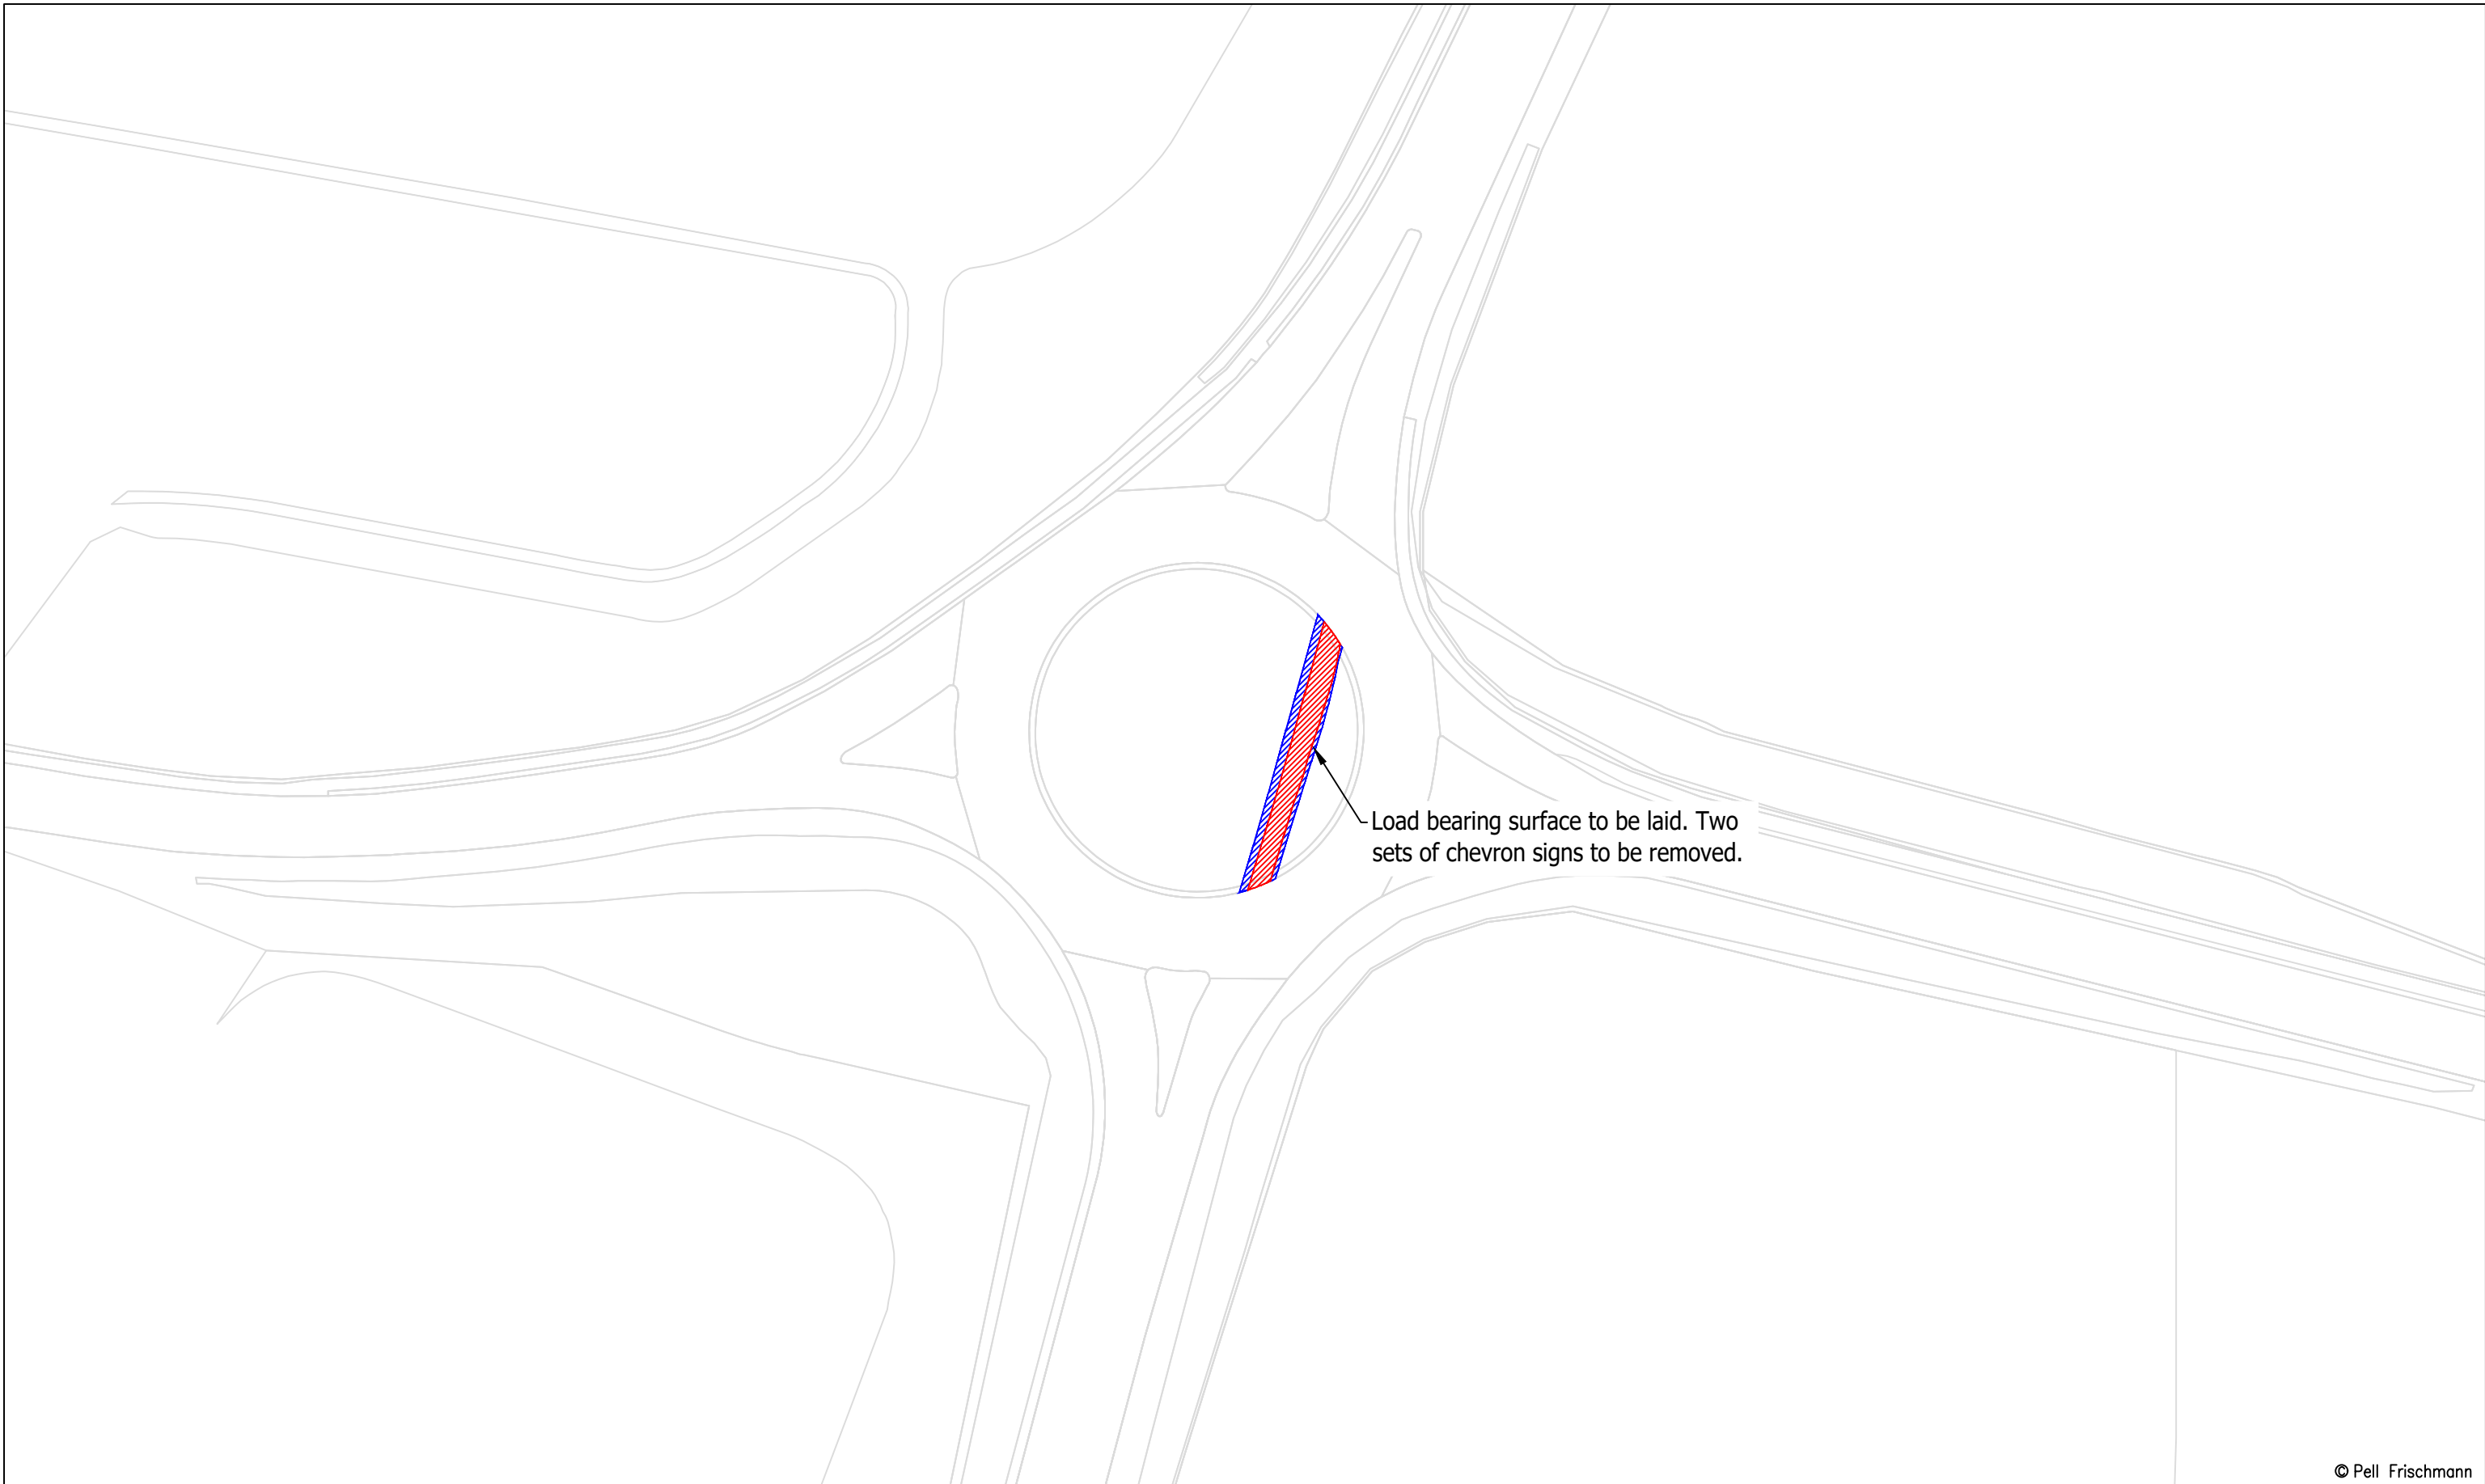 Load bearing surface to be laid. Two
sets of chevron signs to be removed.
© Pell Frischmann